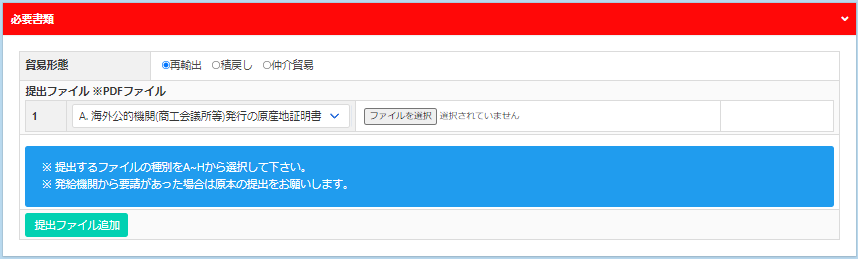 必要書類
貿易形態 再輸出 積戻し 仲介貿易
提出ファイル ※PDFファイル
1 A. 海外公的機関(商工会議所等)発行の原産地証明書 ファイルを選択 選択されていません
※ 提出するファイルの種別をA~Hから選択して下さい。
※ 発給機関から要請があった場合は原本の提出をお願いします。
提出ファイル追加